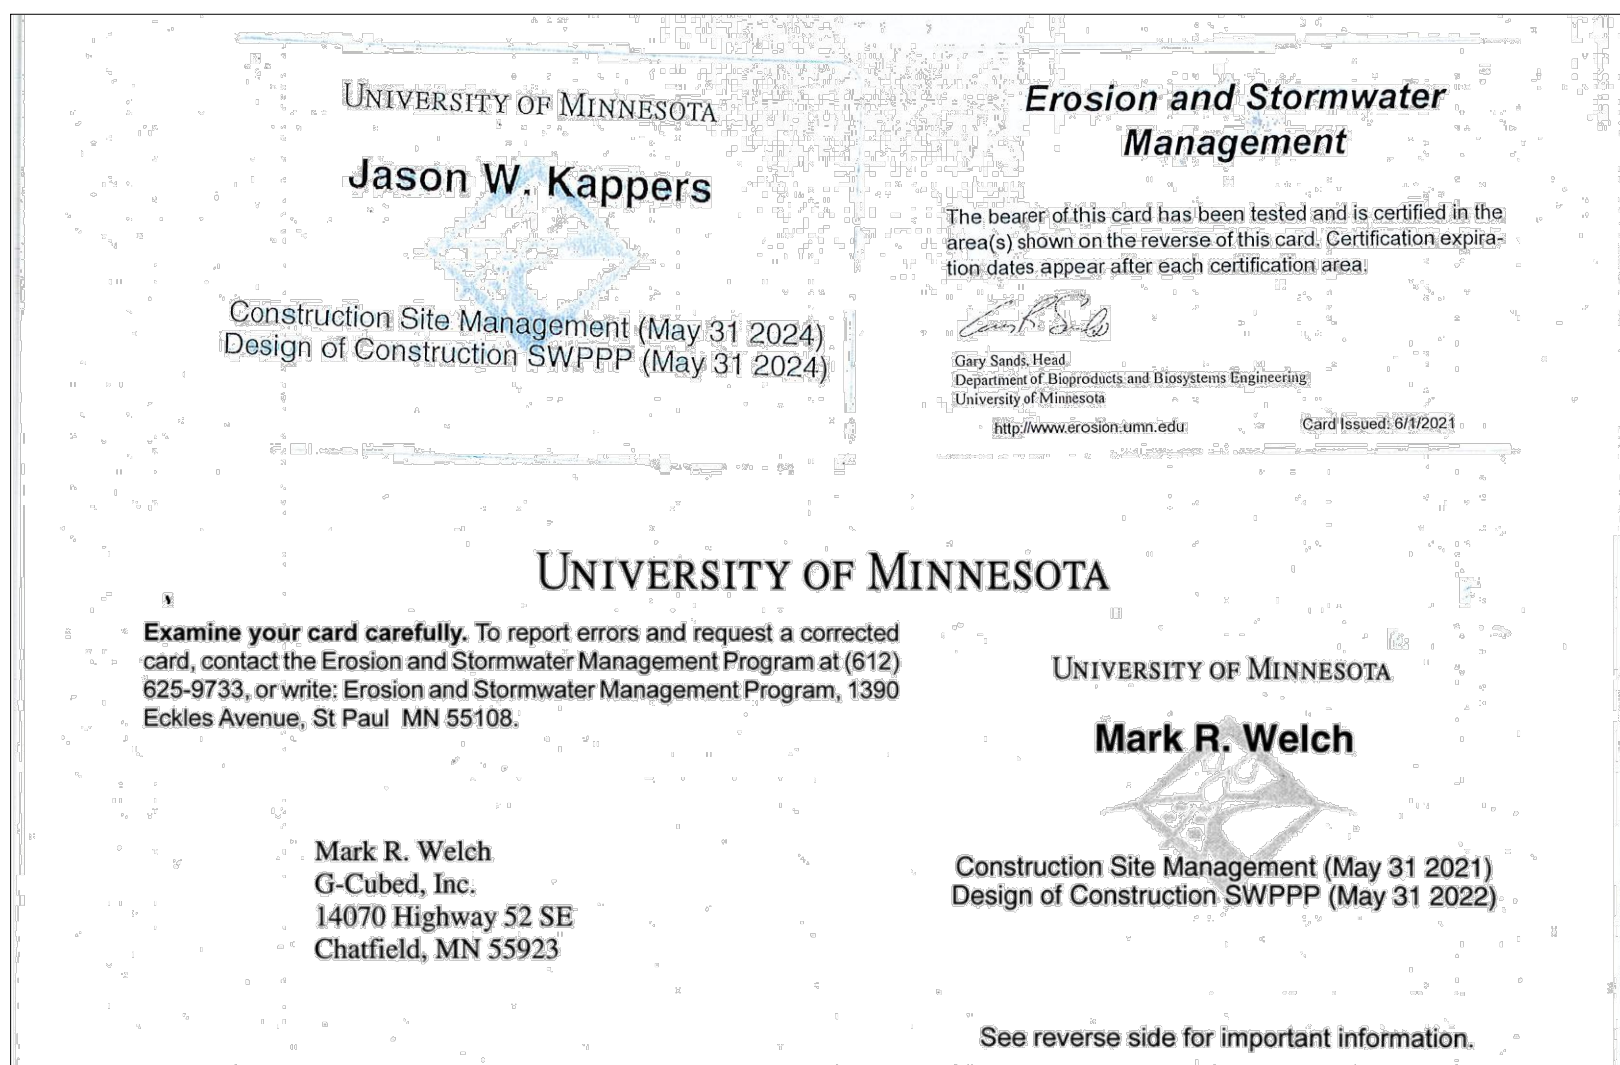 UNIVERSITY OF MINNESOTA
Jason W. Kappers
Construction Site Management (May 31 2024)
Design of Construction SWPPP (May 31 2024)
Erosion and Stormwater
Management
The bearer of this card has been tested and is certified in the
area(s) shown on the reverse of this card. Certification expira-
tion dates appear after each certification area.
Gary Sands, Head
Department of Bioproducts and Biosystems Engineering
University of Minnesota
http://www.erosion.umn.edu
Card Issued: 6/1/2021
UNIVERSITY OF MINNESOTA
Examine your card carefully. To report errors and request a corrected
card, contact the Erosion and Stormwater Management Program at (612)
625-9733, or write: Erosion and Stormwater Management Program, 1390
Eckles Avenue, St Paul MN 55108.
Mark R. Welch
G-Cubed, Inc.
14070 Highway 52 SE
Chatfield, MN 55923
UNIVERSITY OF MINNESOTA
Mark R. Welch
Construction Site Management (May 31 2021)
Design of Construction SWPPP (May 31 2022)
See reverse side for important information.